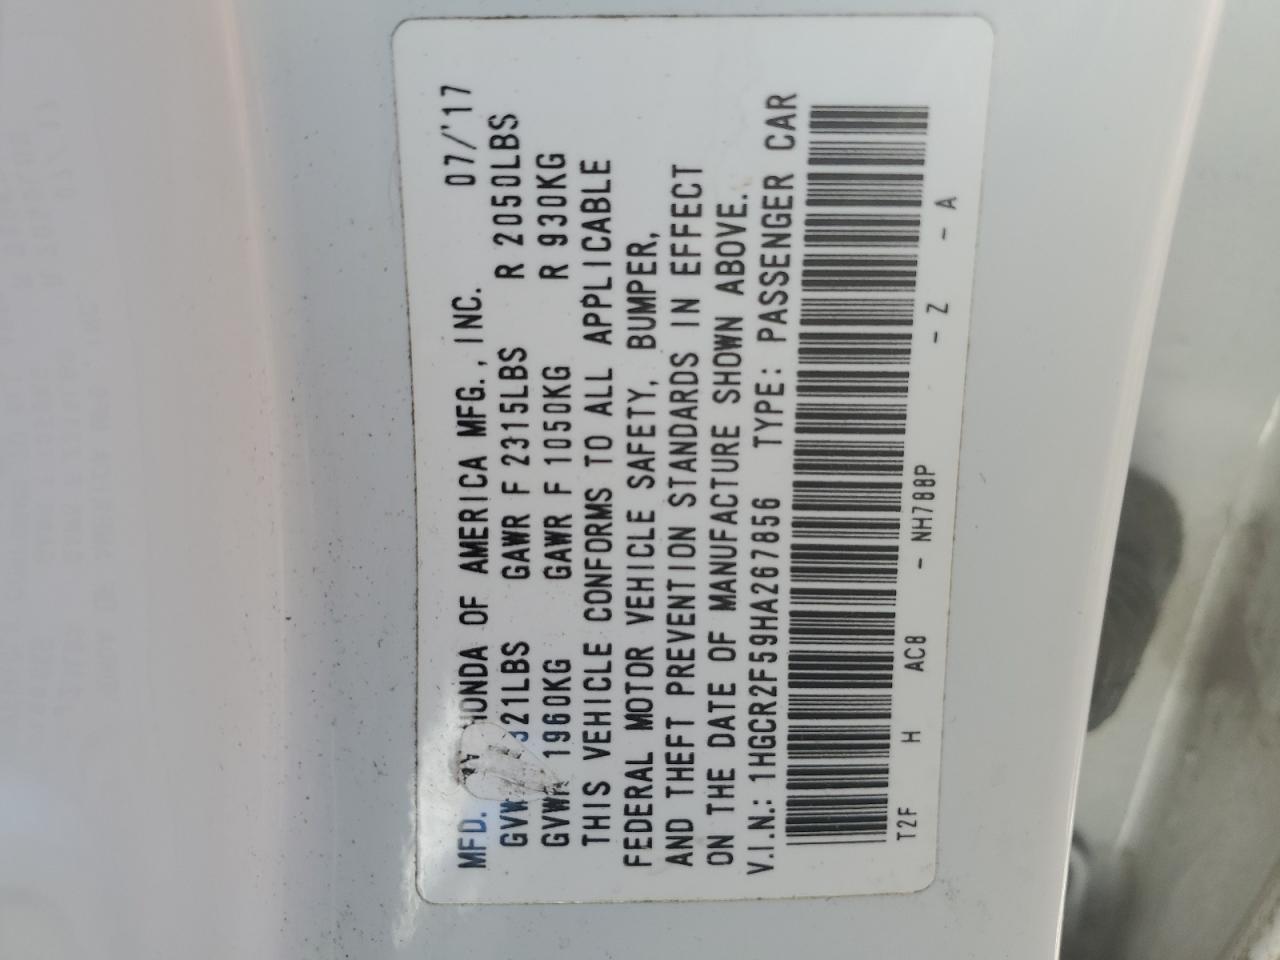 MFD. HONDA OF AMERICA MFG., INC. 07/'17
GAWR F 2315LBS R 2050LBS
GVWR 1960KG GAWR F 1050KG R 930KG
THIS VEHICLE CONFORMS TO ALL APPLICABLE
FEDERAL MOTOR VEHICLE SAFETY, BUMPER,
AND THEFT PREVENTION STANDARDS IN EFFECT
ON THE DATE OF MANUFACTURE SHOWN ABOVE.
V.I.N.: 1HGCR2F59HA267856 TYPE: PASSENGER CAR
T2F H AC8 - NH788P - Z - A